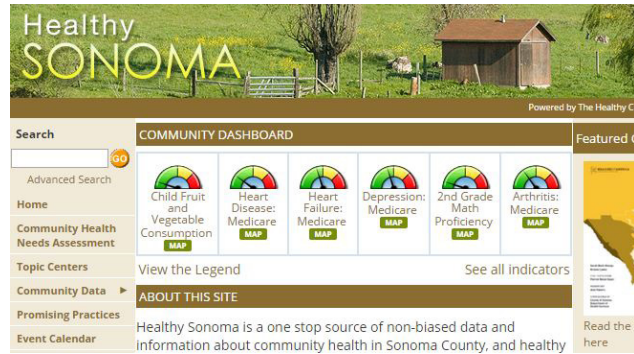 Healthy
SONOMA
Powered by The Healthy C
Search
GO
Advanced Search
Home
Community Health
Needs Assessment
Topic Centers
Community Data
Promising Practices
Event Calendar
COMMUNITY DASHBOARD
Child Fruit
and
Vegetable
Consumption
MAP
Heart
Disease:
Medicare
MAP
Heart
Failure:
Medicare
MAP
Depression:
Medicare
MAP
2nd Grade
Math
Proficiency
MAP
Arthritis:
Medicare
MAP
View the Legend
See all indicators
ABOUT THIS SITE
Healthy Sonoma is a one stop source of non-biased data and
information about community health in Sonoma County, and healthy
Featured C
Read the
here